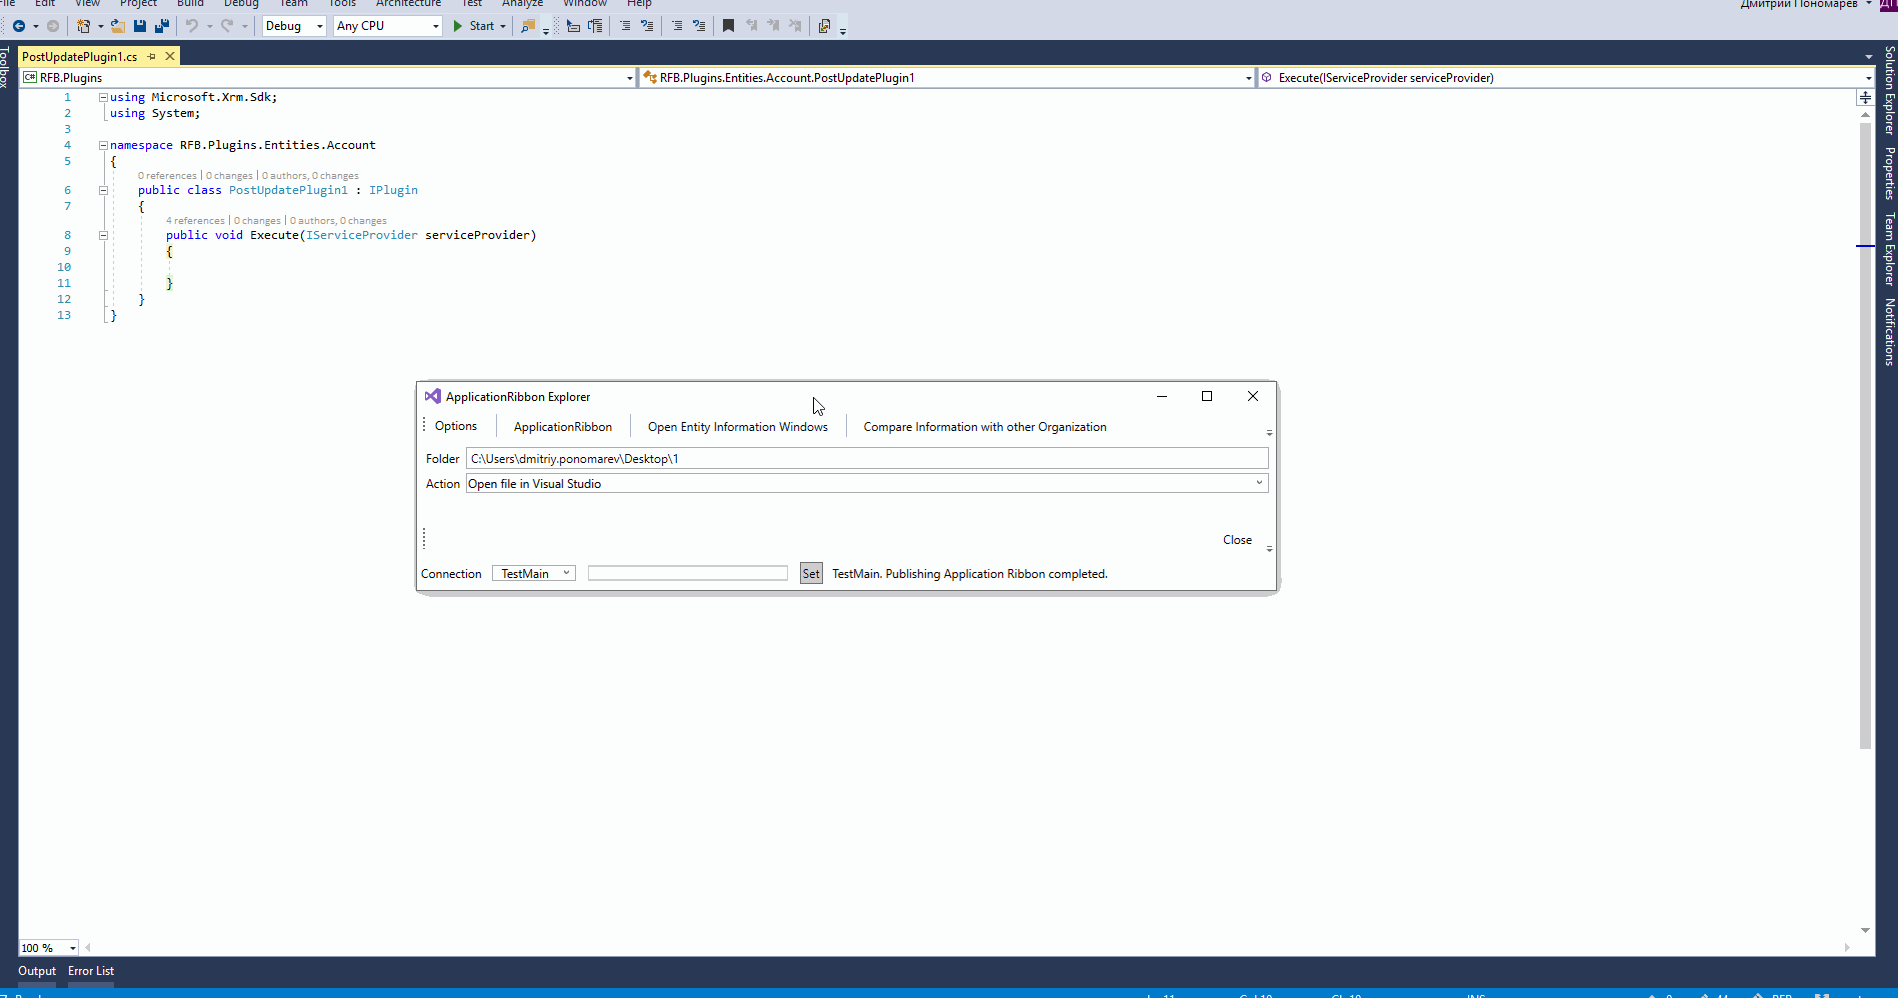 File Edit View Project Build Debug Team Tools Architecture Test Analyze Window Help
Дмитрий Пономарев
Debug Any CPU Start
Toolbox
PostUpdatePlugin1.cs
RFB.Plugins RFB.Plugins.Entities.Account.PostUpdatePlugin1 Execute(IServiceProvider serviceProvider)
1 using Microsoft.Xrm.Sdk;
2 using System;
3
4 namespace RFB.Plugins.Entities.Account
5 {
0 references | 0 changes | 0 authors, 0 changes
6 public class PostUpdatePlugin1 : IPlugin
7 {
4 references | 0 changes | 0 authors, 0 changes
8 public void Execute(IServiceProvider serviceProvider)
9 {
10
11 }
12 }
13 }
Solution Explorer
Properties
Team Explorer
Notifications
ApplicationRibbon Explorer
Options ApplicationRibbon Open Entity Information Windows Compare Information with other Organization
Folder C:\Users\dmitriy.ponomarev\Desktop\1
Action Open file in Visual Studio
Close
Connection TestMain Set TestMain. Publishing Application Ribbon completed.
100 %
Output Error List